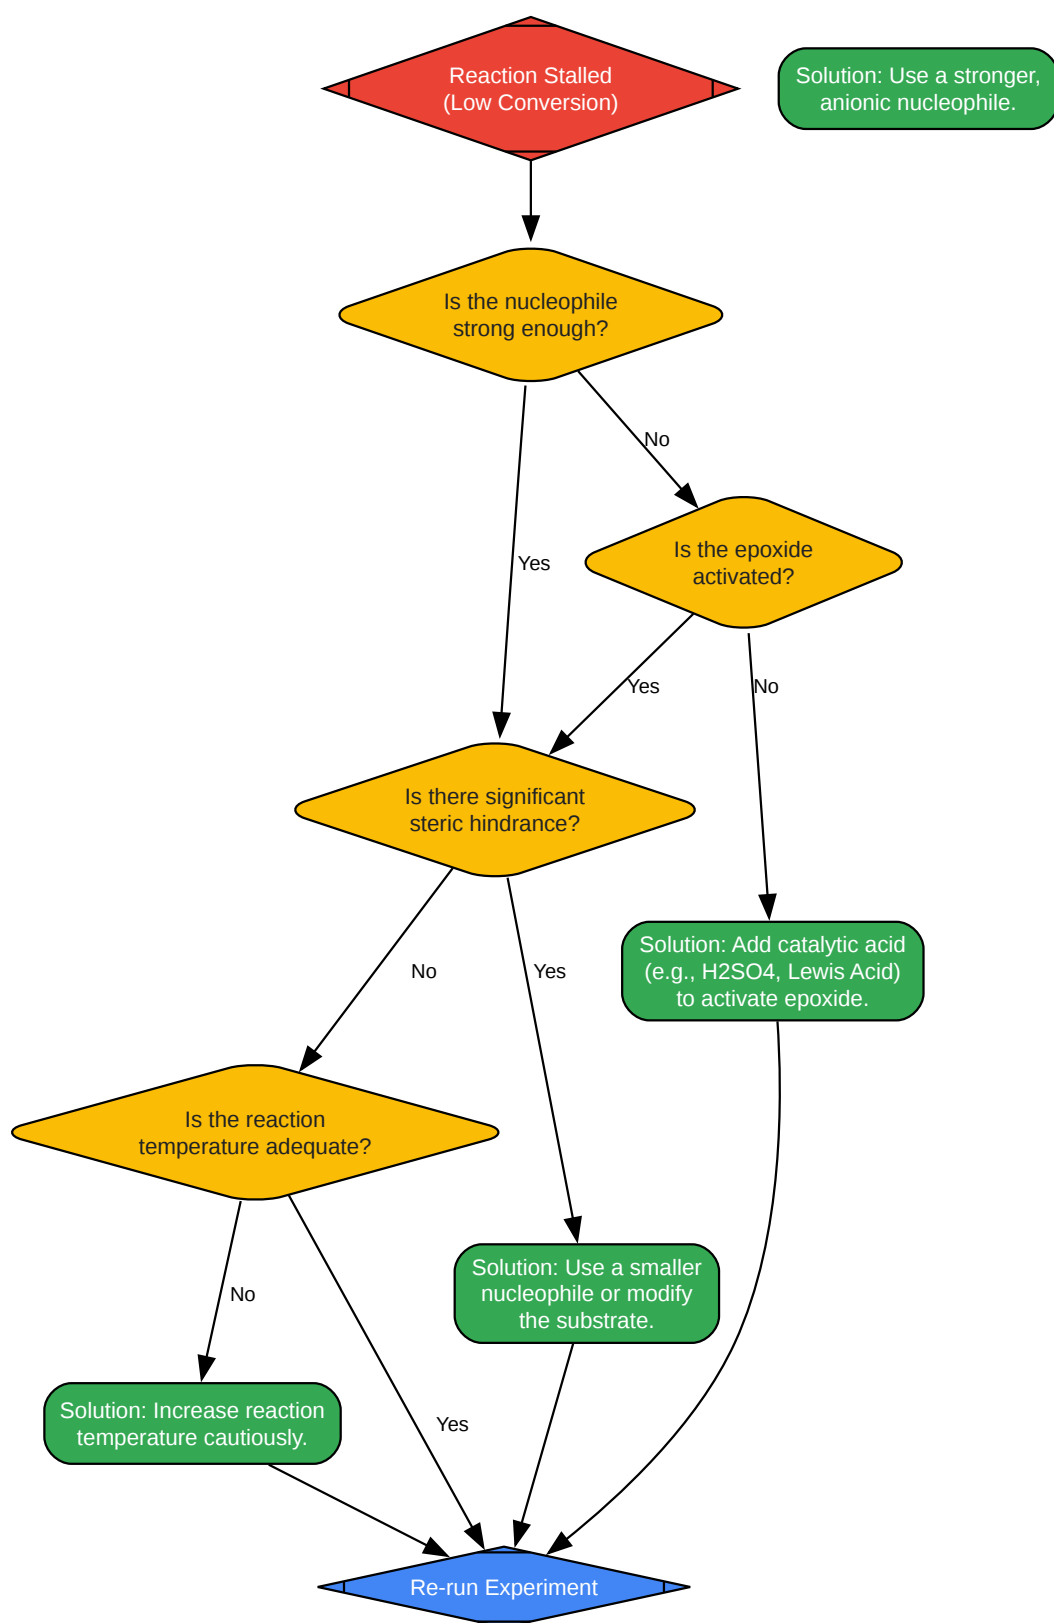 Reaction Stalled
(Low Conversion)
Solution: Use a stronger,
anionic nucleophile.
Is the nucleophile
strong enough?
No
Is the epoxide
activated?
Yes
Yes
No
Is there significant
steric hindrance?
Solution: Add catalytic acid
(e.g., H2SO4, Lewis Acid)
to activate epoxide.
No
Yes
Is the reaction
temperature adequate?
Solution: Use a smaller
nucleophile or modify
the substrate.
No
Solution: Increase reaction
temperature cautiously.
Yes
Re-run Experiment